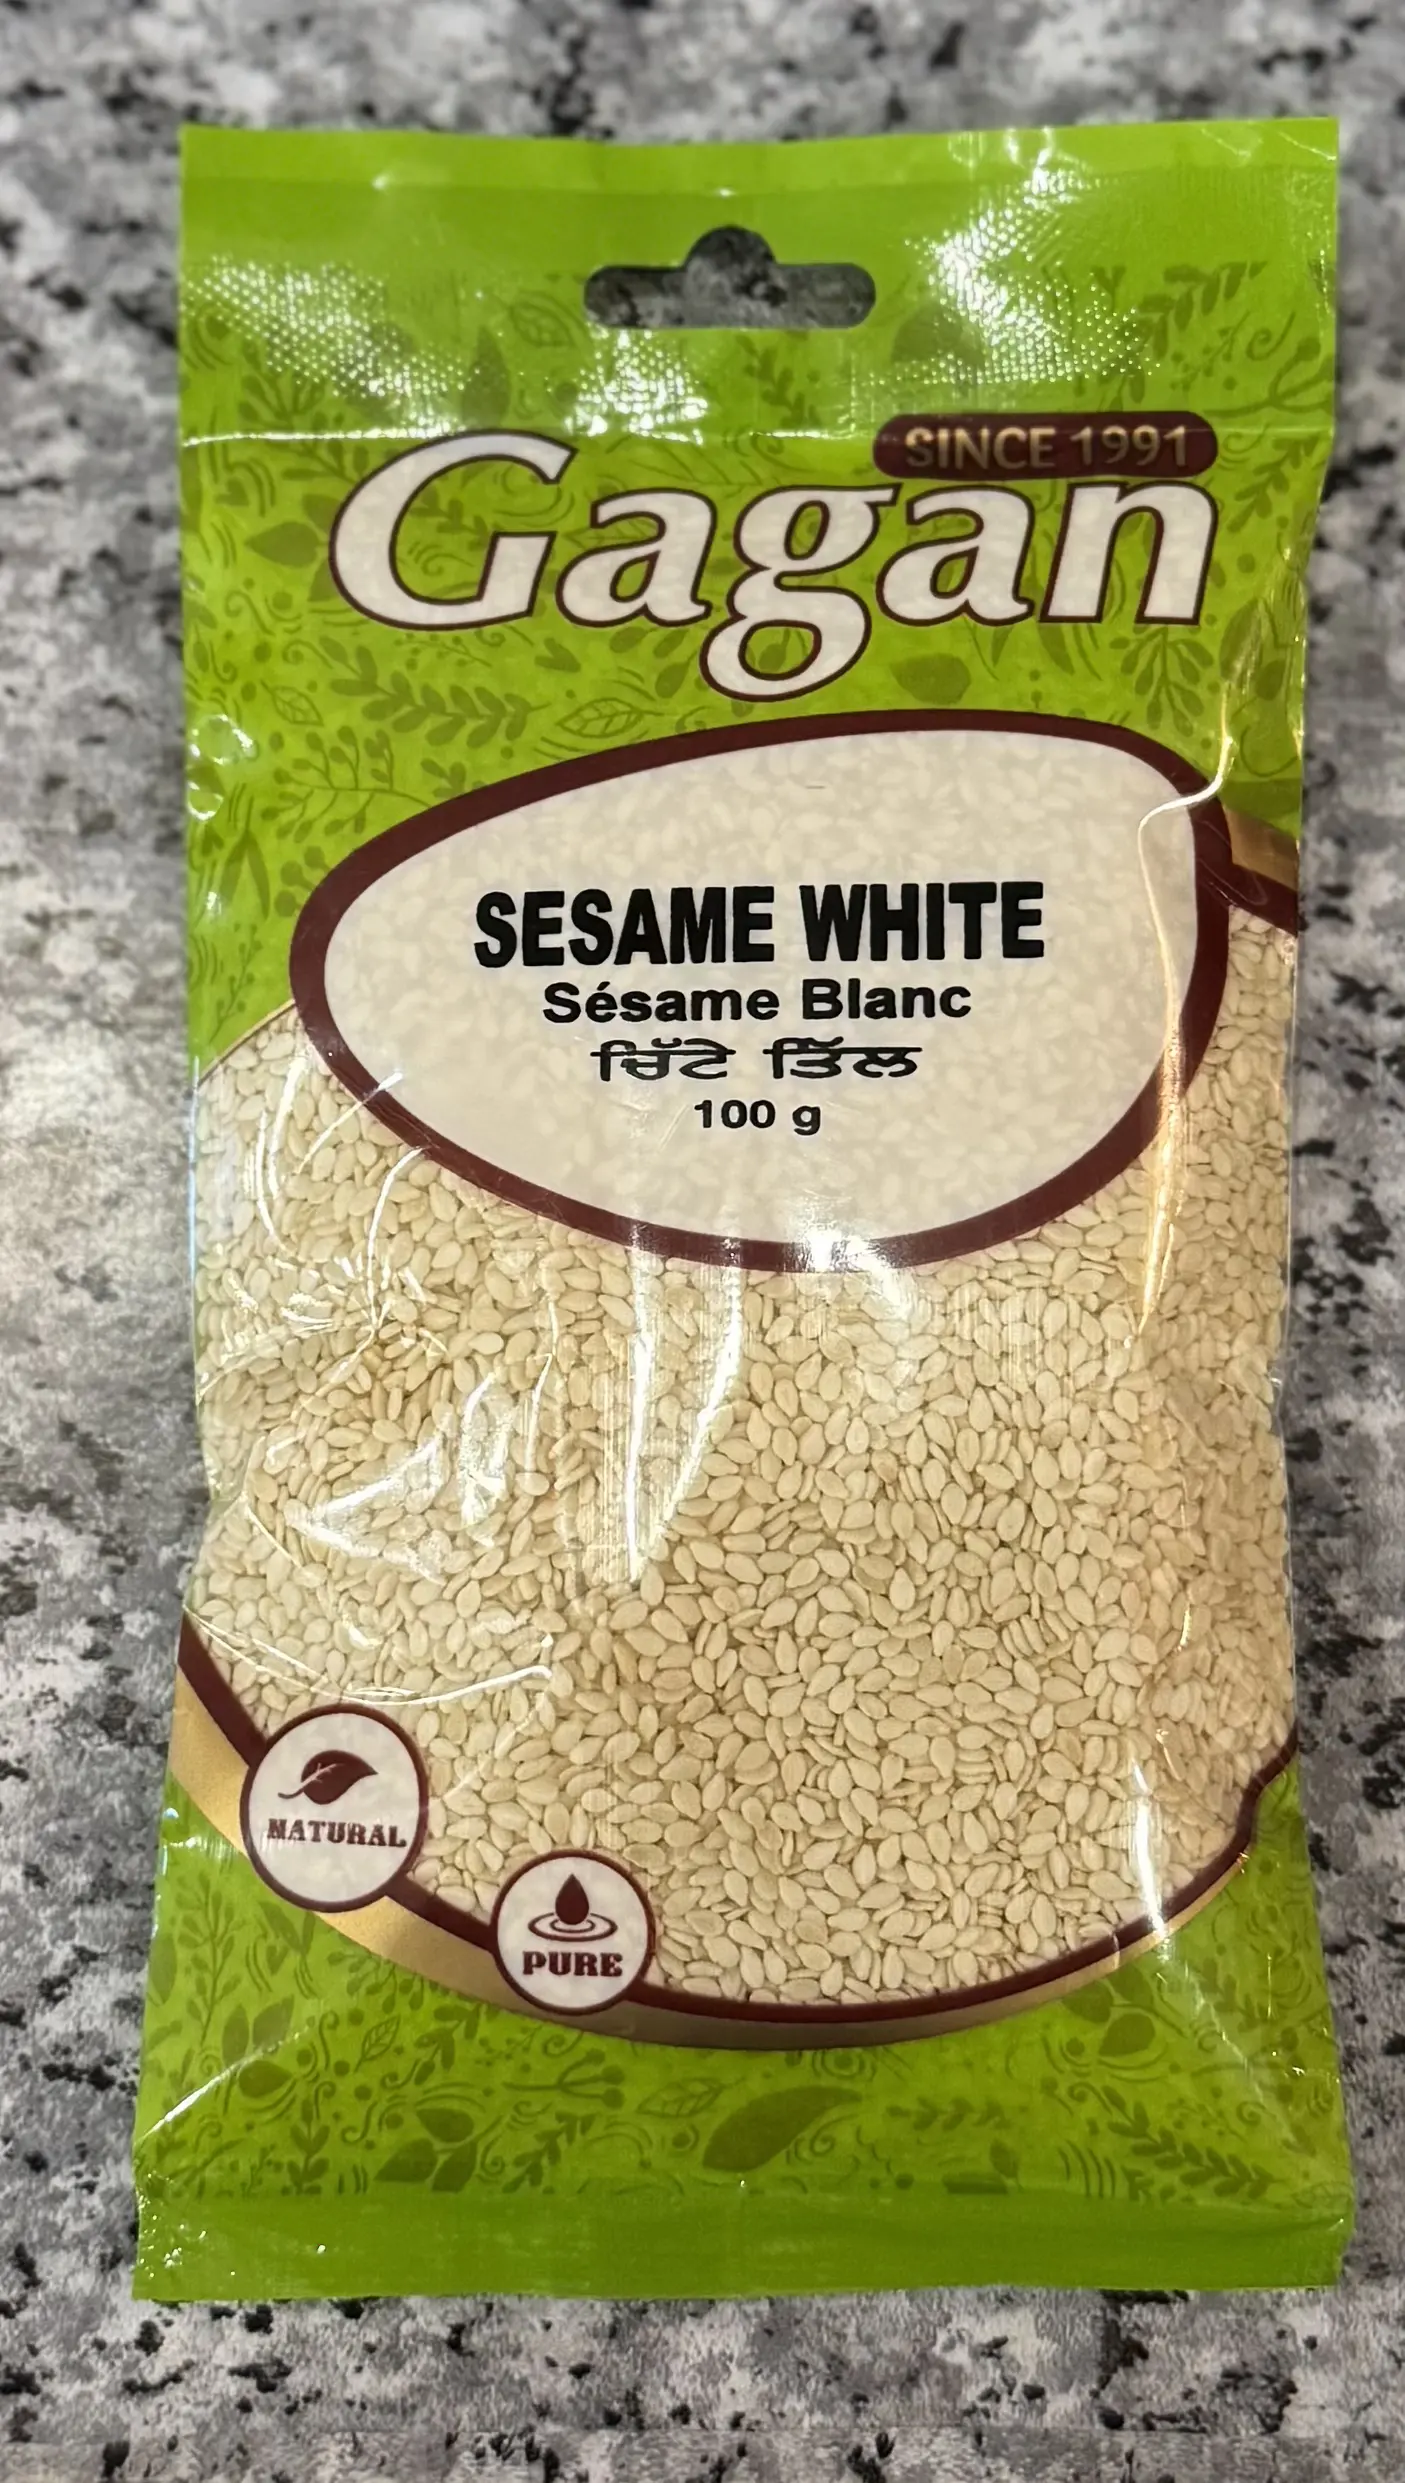 SINCE 1991
Gagan
SESAME WHITE
Sésame Blanc
ਚਿੱਟੇ ਤਿੱਲ
100 g
NATURAL
PURE